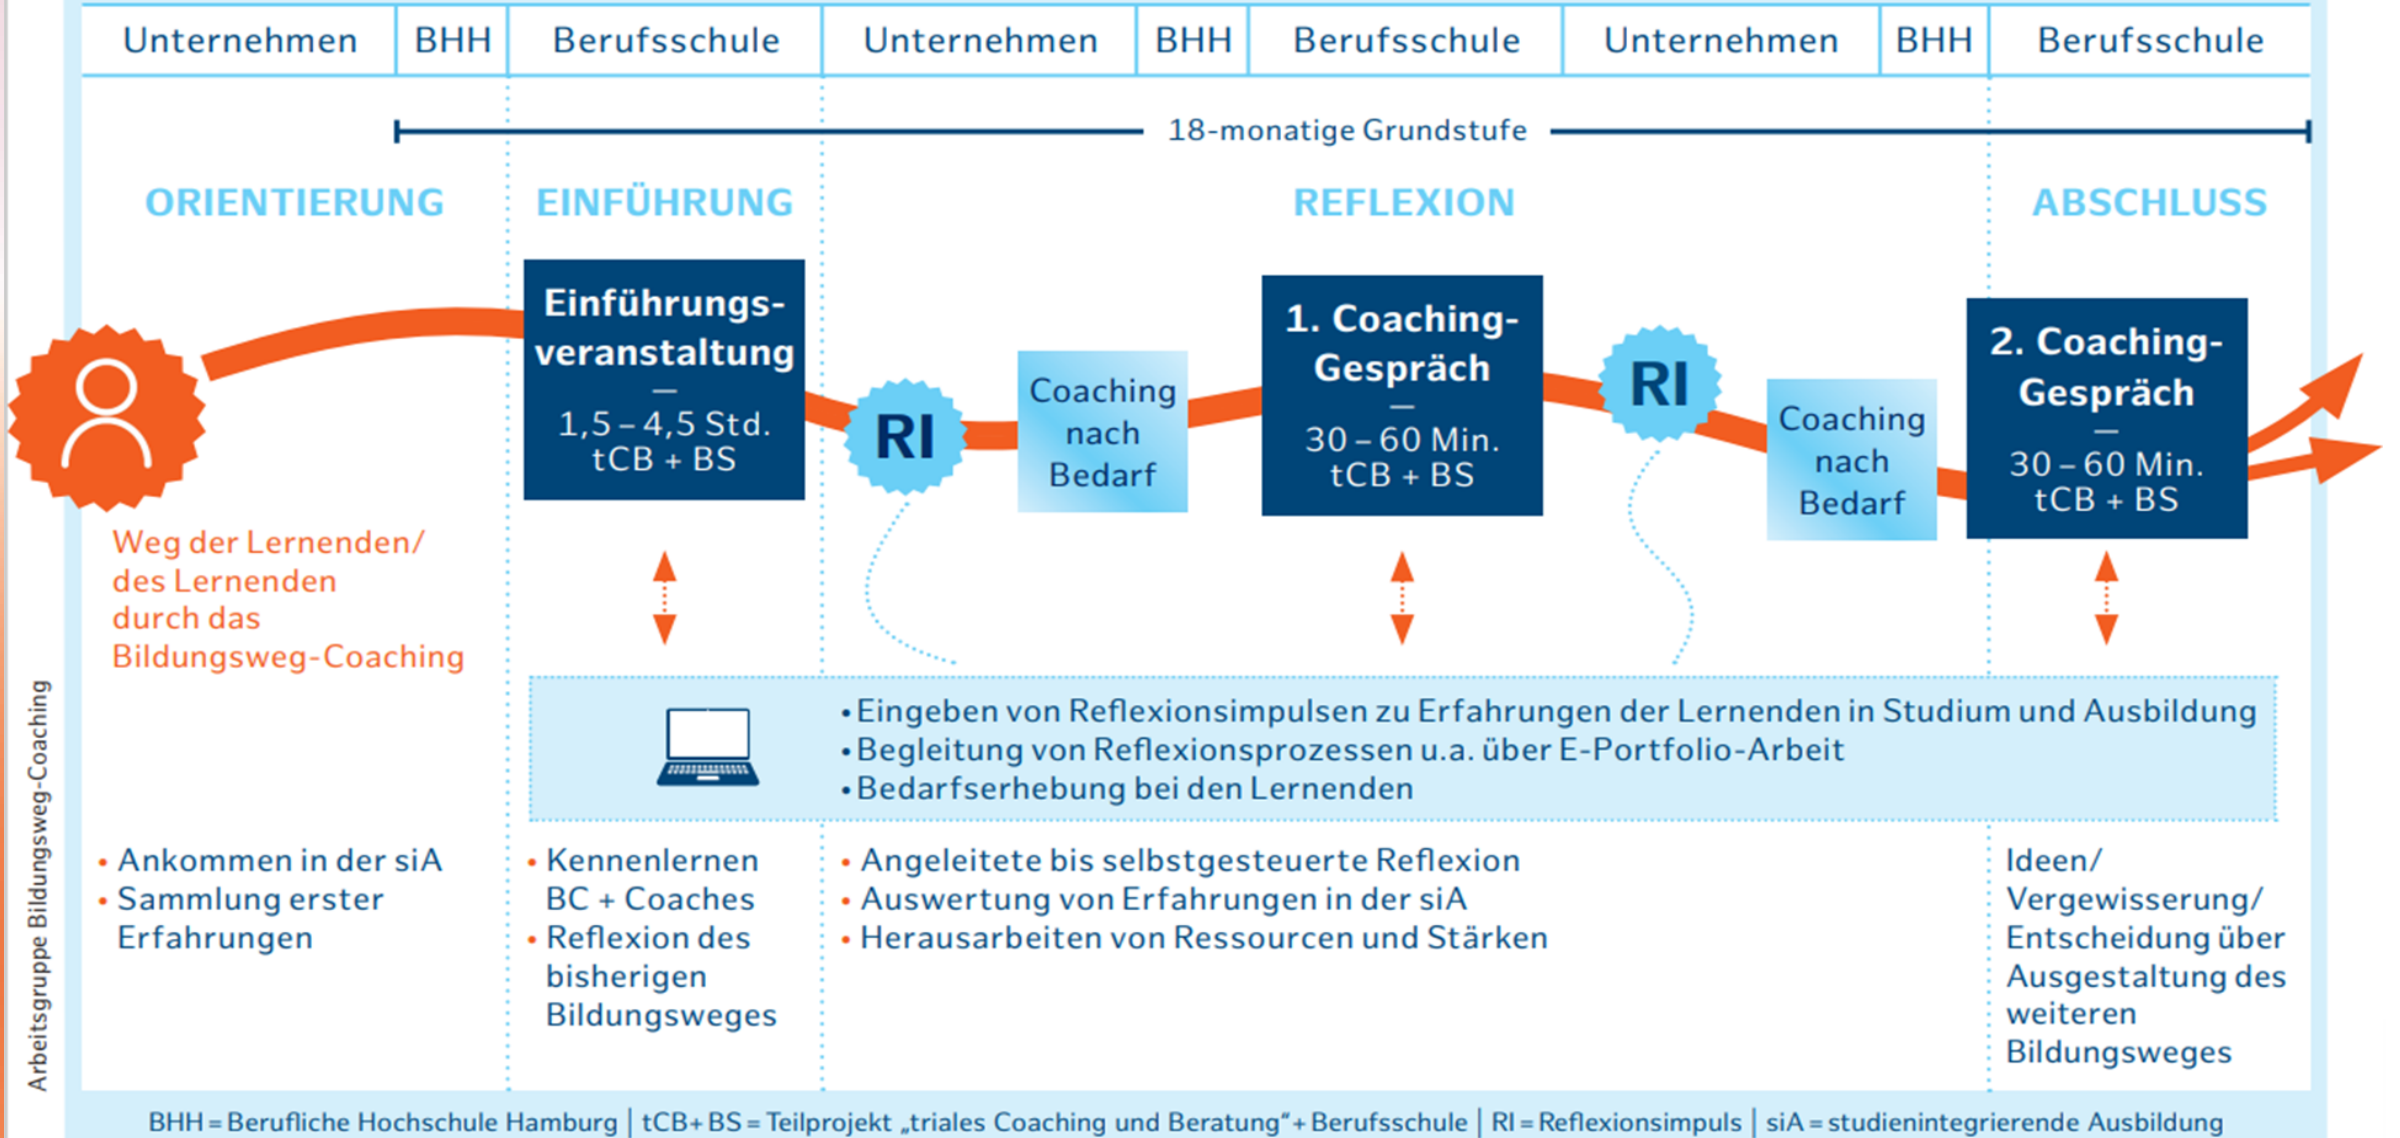 Unternehmen BHH Berufsschule Unternehmen BHH Berufsschule Unternehmen BHH Berufsschule
18-monatige Grundstufe
ORIENTIERUNG EINFÜHRUNG REFLEXION ABSCHLUSS
Einführungs-
veranstaltung
–
1,5 – 4,5 Std.
tCB + BS
RI
Coaching
nach
Bedarf
1. Coaching-
Gespräch
–
30 – 60 Min.
tCB + BS
RI
Coaching
nach
Bedarf
2. Coaching-
Gespräch
–
30 – 60 Min.
tCB + BS
Weg der Lernenden/
des Lernenden
durch das
Bildungsweg-Coaching
• Eingeben von Reflexionsimpulsen zu Erfahrungen der Lernenden in Studium und Ausbildung
• Begleitung von Reflexionsprozessen u.a. über E-Portfolio-Arbeit
• Bedarfserhebung bei den Lernenden
• Ankommen in der siA
• Sammlung erster
Erfahrungen
• Kennenlernen
BC + Coaches
• Reflexion des
bisherigen
Bildungsweges
• Angeleitete bis selbstgesteuerte Reflexion
• Auswertung von Erfahrungen in der siA
• Herausarbeiten von Ressourcen und Stärken
Ideen/
Vergewisserung/
Entscheidung über
Ausgestaltung des
weiteren
Bildungsweges
Arbeitsgruppe Bildungsweg-Coaching
BHH = Berufliche Hochschule Hamburg | tCB+ BS = Teilprojekt „triales Coaching und Beratung“ + Berufsschule | RI = Reflexionsimpuls | siA = studienintegrierende Ausbildung